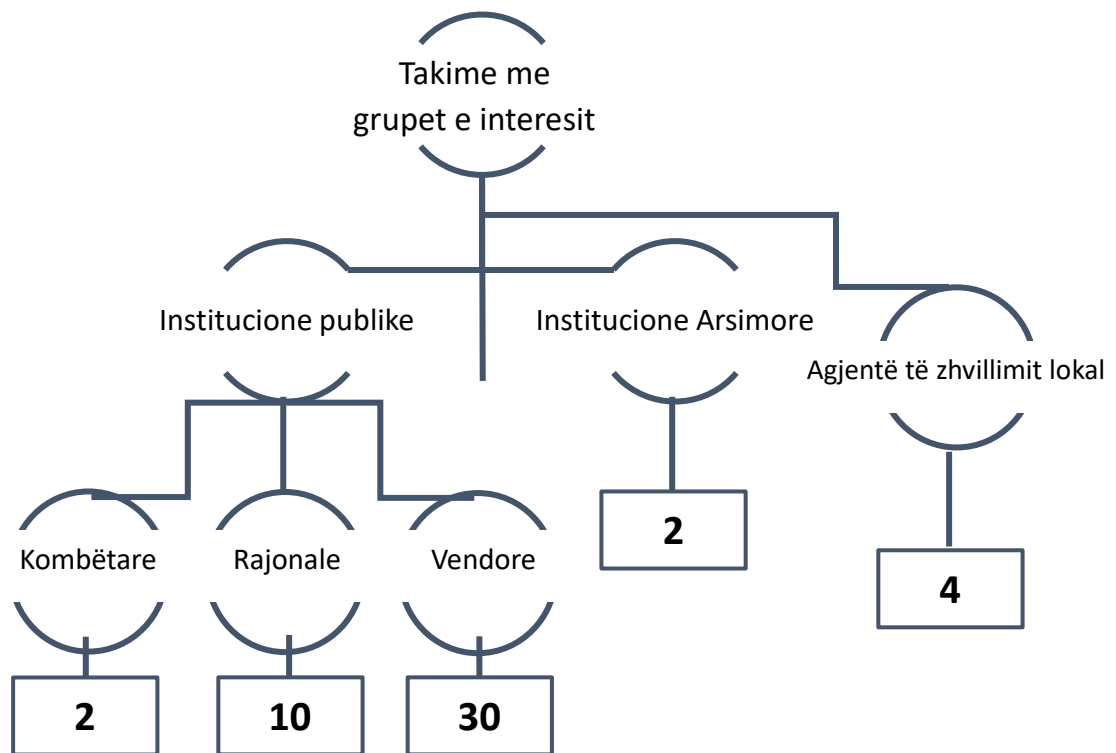 Takime me
grupet e interesit
Institucione publike
Institucione Arsimore
Agjentë të zhvillimit lokal
2
4
Kombëtare
Rajonale
Vendore
2
10
30